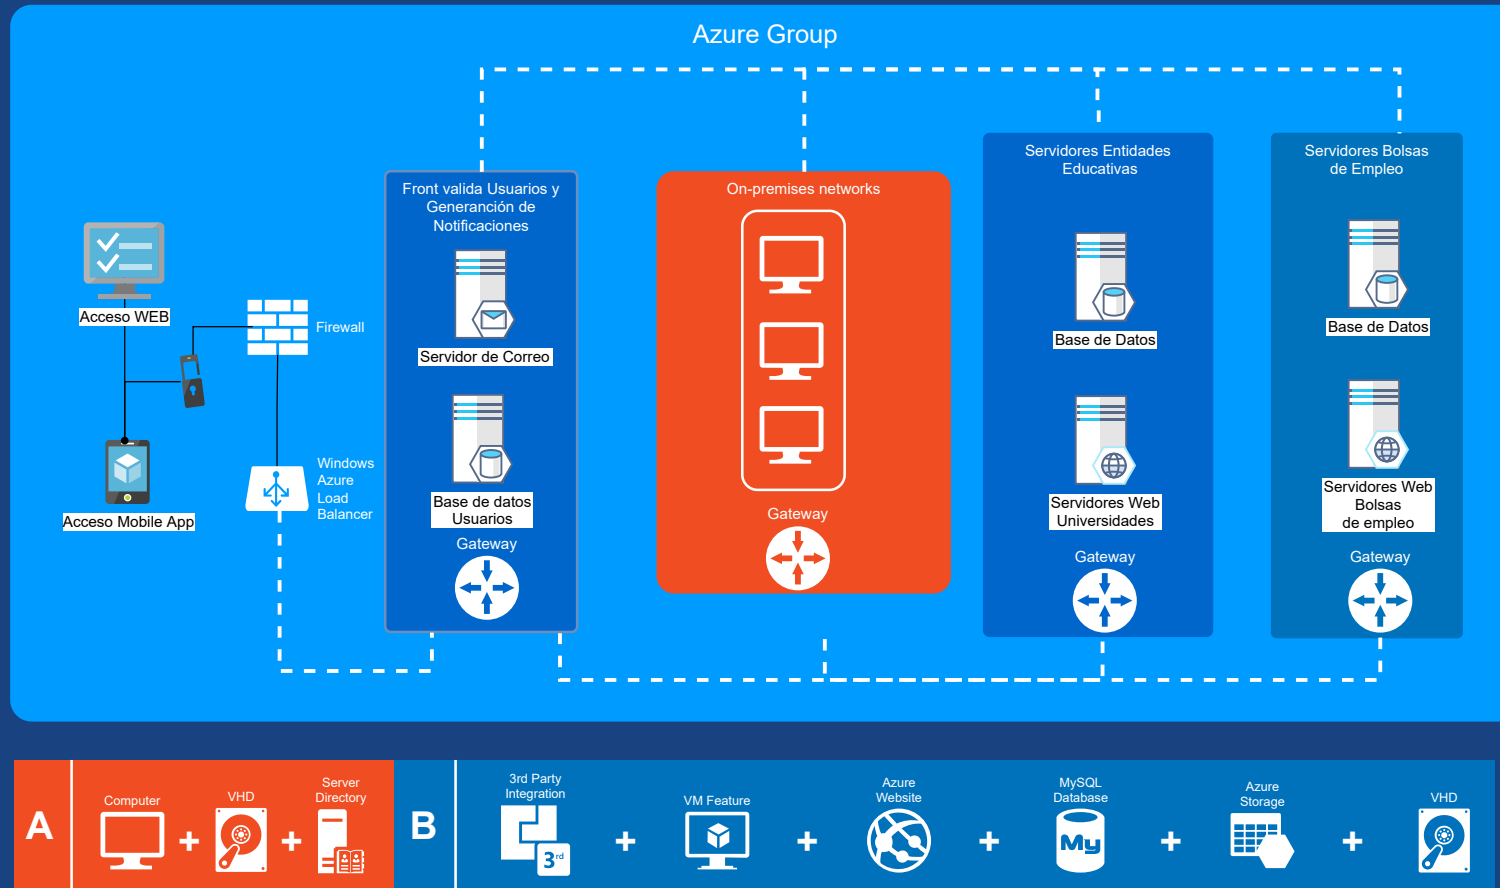 Azure Group
Acceso WEB
Acceso Mobile App
Firewall
Windows
Azure
Load
Balancer
Front valida Usuarios y
Generanción de
Notificaciones
Servidor de Correo
Base de datos
Usuarios
Gateway
On-premises networks
Gateway
Servidores Entidades
Educativas
Base de Datos
Servidores Web
Universidades
Gateway
Servidores Bolsas
de Empleo
Base de Datos
Servidores Web
Bolsas
de empleo
Gateway
A
Computer
+
VHD
+
Server
Directory
B
3rd Party
Integration
3rd
+
VM Feature
+
Azure
Website
+
MySQL
Database
My
+
Azure
Storage
+
VHD